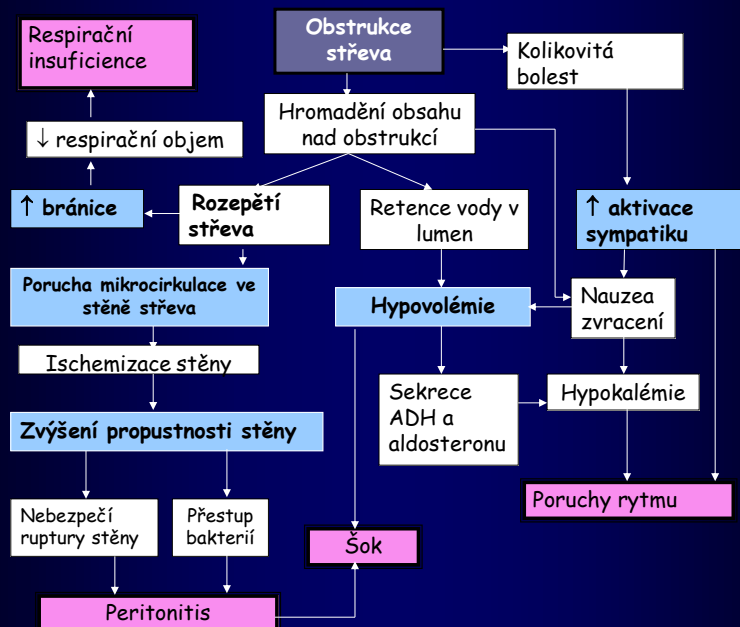 Respirační
insuficience
Obstrukce
střeva
Kolikovitá
bolest
Hromadění obsahu
nad obstrukcí
↓ respirační objem
↑ bránice
Rozepětí
střeva
Retence vody v
lumen
↑ aktivace
sympatiku
Porucha mikrocirkulace ve
stěně střeva
Hypovolémie
Nauzea
zvracení
Ischemizace stěny
Sekrece
ADH a
aldosteronu
Hypokalémie
Zvýšení propustnosti stěny
Poruchy rytmu
Nebezpečí
ruptury stěny
Přestup
bakterií
Šok
Peritonitis